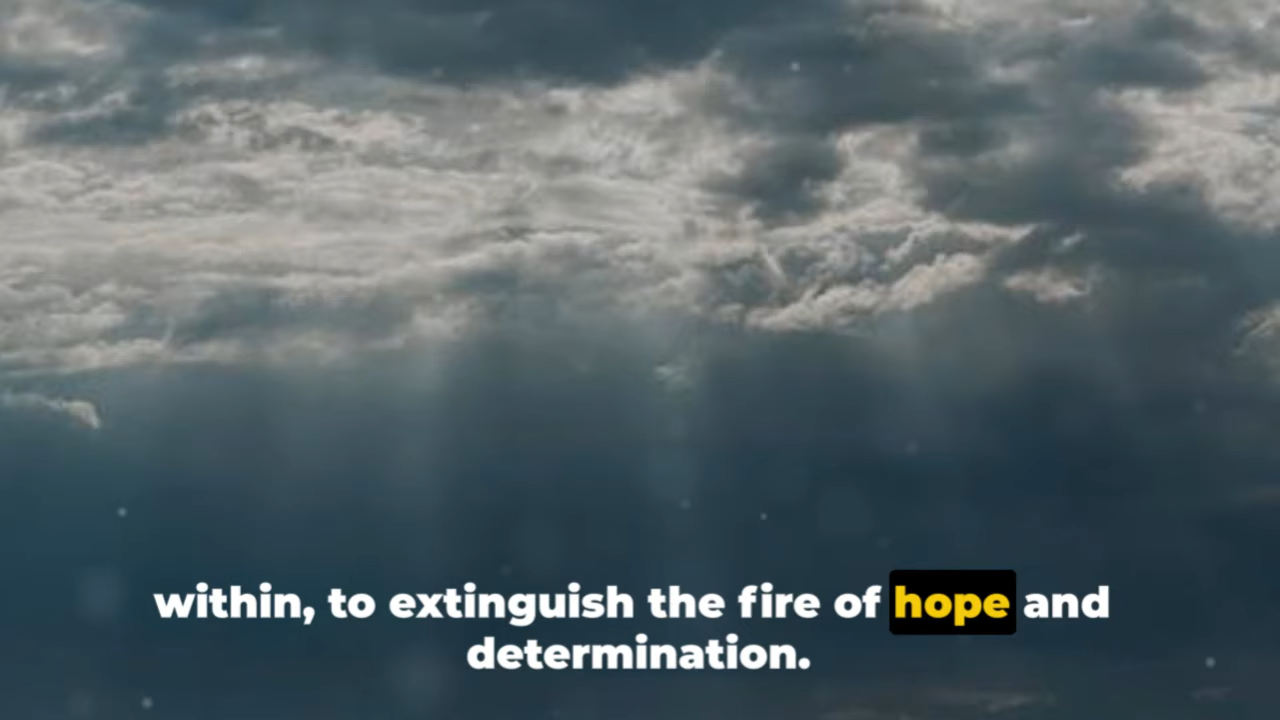 within, to extinguish the fire of hope and
determination.